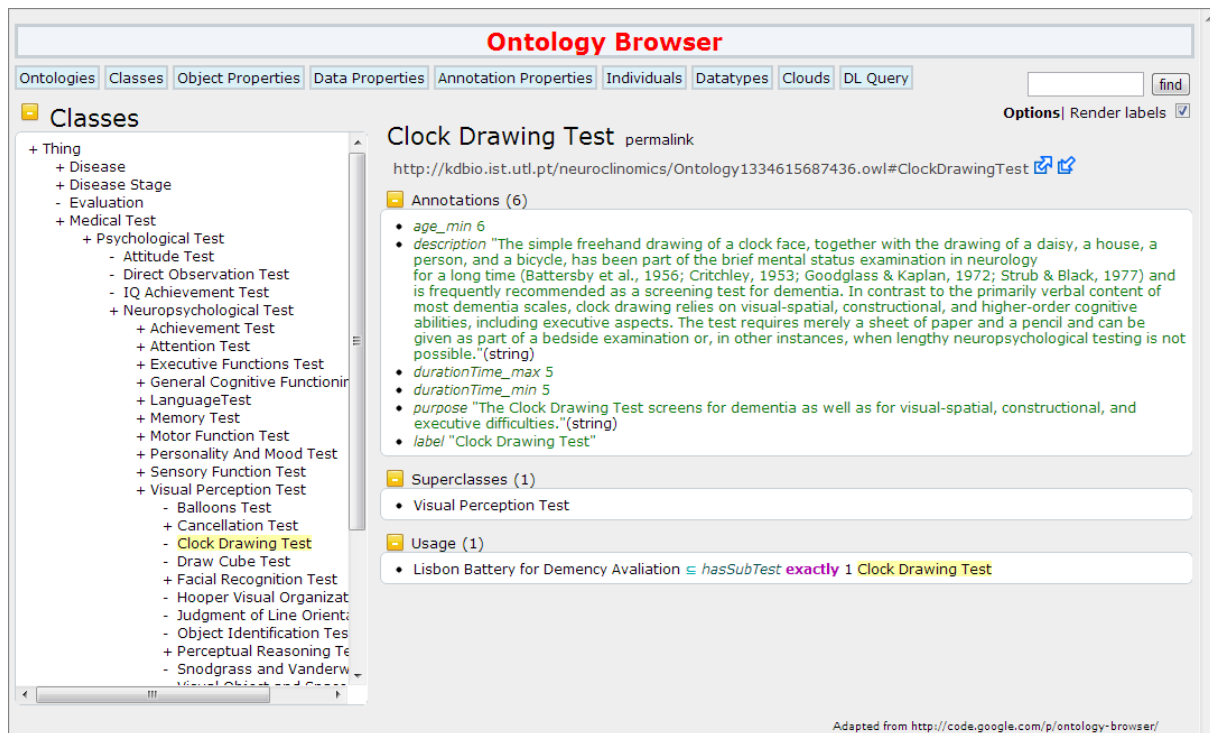 Ontology Browser
Ontologies Classes Object Properties Data Properties Annotation Properties Individuals Datatypes Clouds DL Query
find
Options| Render labels
Classes
+ Thing
+ Disease
+ Disease Stage
- Evaluation
+ Medical Test
+ Psychological Test
- Attitude Test
- Direct Observation Test
- IQ Achievement Test
+ Neuropsychological Test
+ Achievement Test
+ Attention Test
+ Executive Functions Test
+ General Cognitive Functionin
+ LanguageTest
+ Memory Test
+ Motor Function Test
+ Personality And Mood Test
+ Sensory Function Test
+ Visual Perception Test
- Balloons Test
+ Cancellation Test
- Clock Drawing Test
- Draw Cube Test
+ Facial Recognition Test
- Hooper Visual Organizat
- Judgment of Line Orienta
- Object Identification Tes
+ Perceptual Reasoning Te
- Snodgrass and Vanderw
Clock Drawing Test permalink
http://kdbio.ist.utl.pt/neuroclinomics/Ontology1334615687436.owl#ClockDrawingTest
- Annotations (6)
• age_min 6
• description "The simple freehand drawing of a clock face, together with the drawing of a daisy, a house, a
person, and a bicycle, has been part of the brief mental status examination in neurology
for a long time (Battersby et al., 1956; Critchley, 1953; Goodglass & Kaplan, 1972; Strub & Black, 1977) and
is frequently recommended as a screening test for dementia. In contrast to the primarily verbal content of
most dementia scales, clock drawing relies on visual-spatial, constructional, and higher-order cognitive
abilities, including executive aspects. The test requires merely a sheet of paper and a pencil and can be
given as part of a bedside examination or, in other instances, when lengthy neuropsychological testing is not
possible."(string)
• durationTime_max 5
• durationTime_min 5
• purpose "The Clock Drawing Test screens for dementia as well as for visual-spatial, constructional, and
executive difficulties."(string)
• label "Clock Drawing Test"
- Superclasses (1)
• Visual Perception Test
- Usage (1)
• Lisbon Battery for Demency Avaliation ⊆ hasSubTest exactly 1 Clock Drawing Test
Adapted from http://code.google.com/p/ontology-browser/